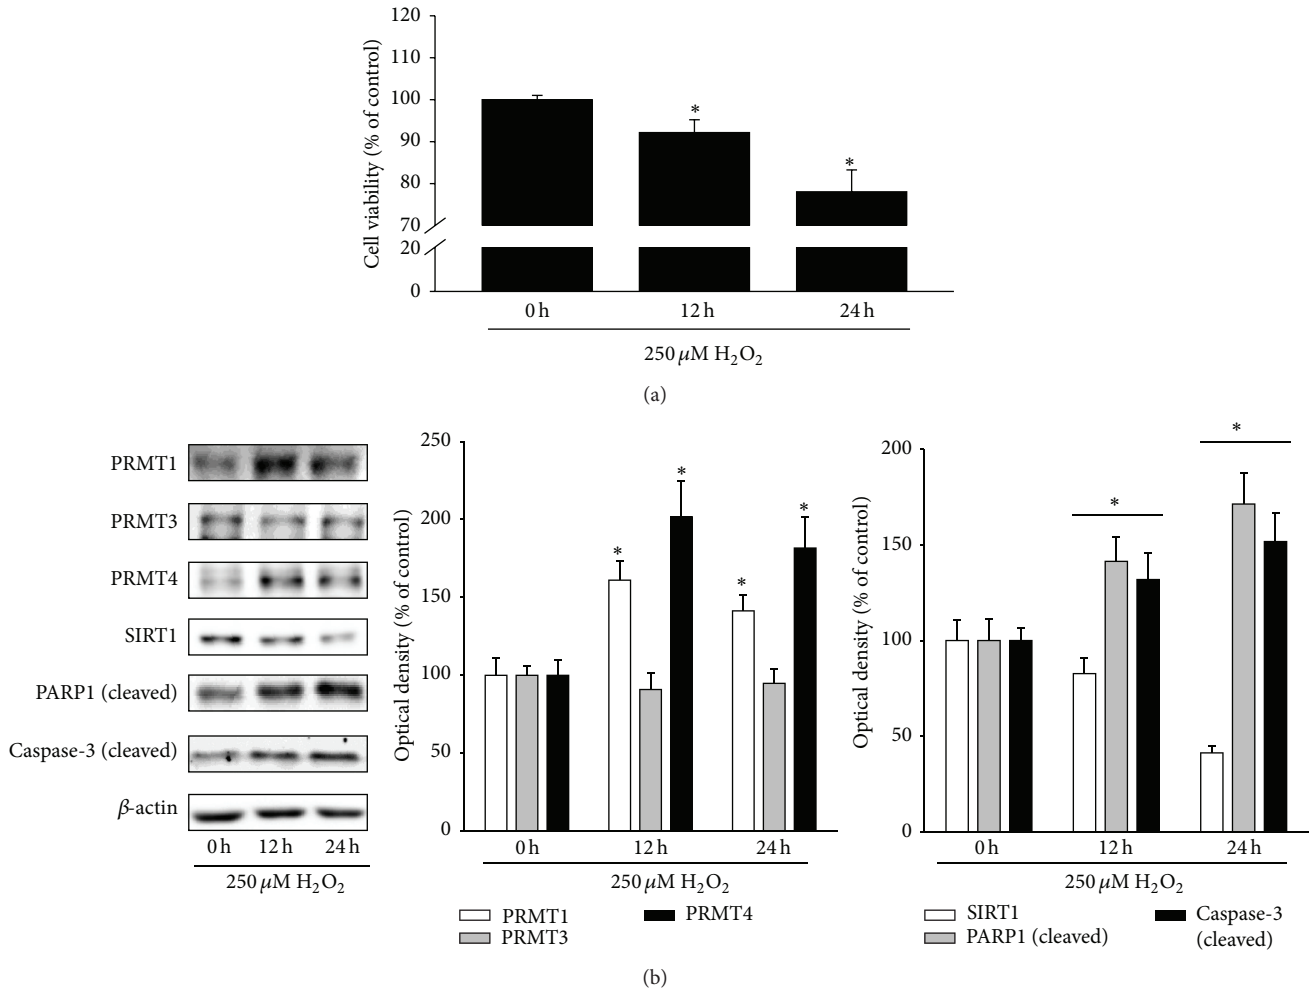 120
110
100
90
80
70
20
0
Cell viability (% of control)
*
*
0 h
12 h
24 h
250 μM H₂O₂
(a)
PRMT1
PRMT3
PRMT4
SIRT1
PARP1 (cleaved)
Caspase-3 (cleaved)
β-actin
0 h
12 h
24 h
250 μM H₂O₂
250
200
150
100
50
0
Optical density (% of control)
*
*
*
*
0 h
12 h
24 h
250 μM H₂O₂
PRMT1
PRMT3
PRMT4
200
150
100
50
0
Optical density (% of control)
*
*
0 h
12 h
24 h
250 μM H₂O₂
SIRT1
PARP1 (cleaved)
Caspase-3
(cleaved)
(b)